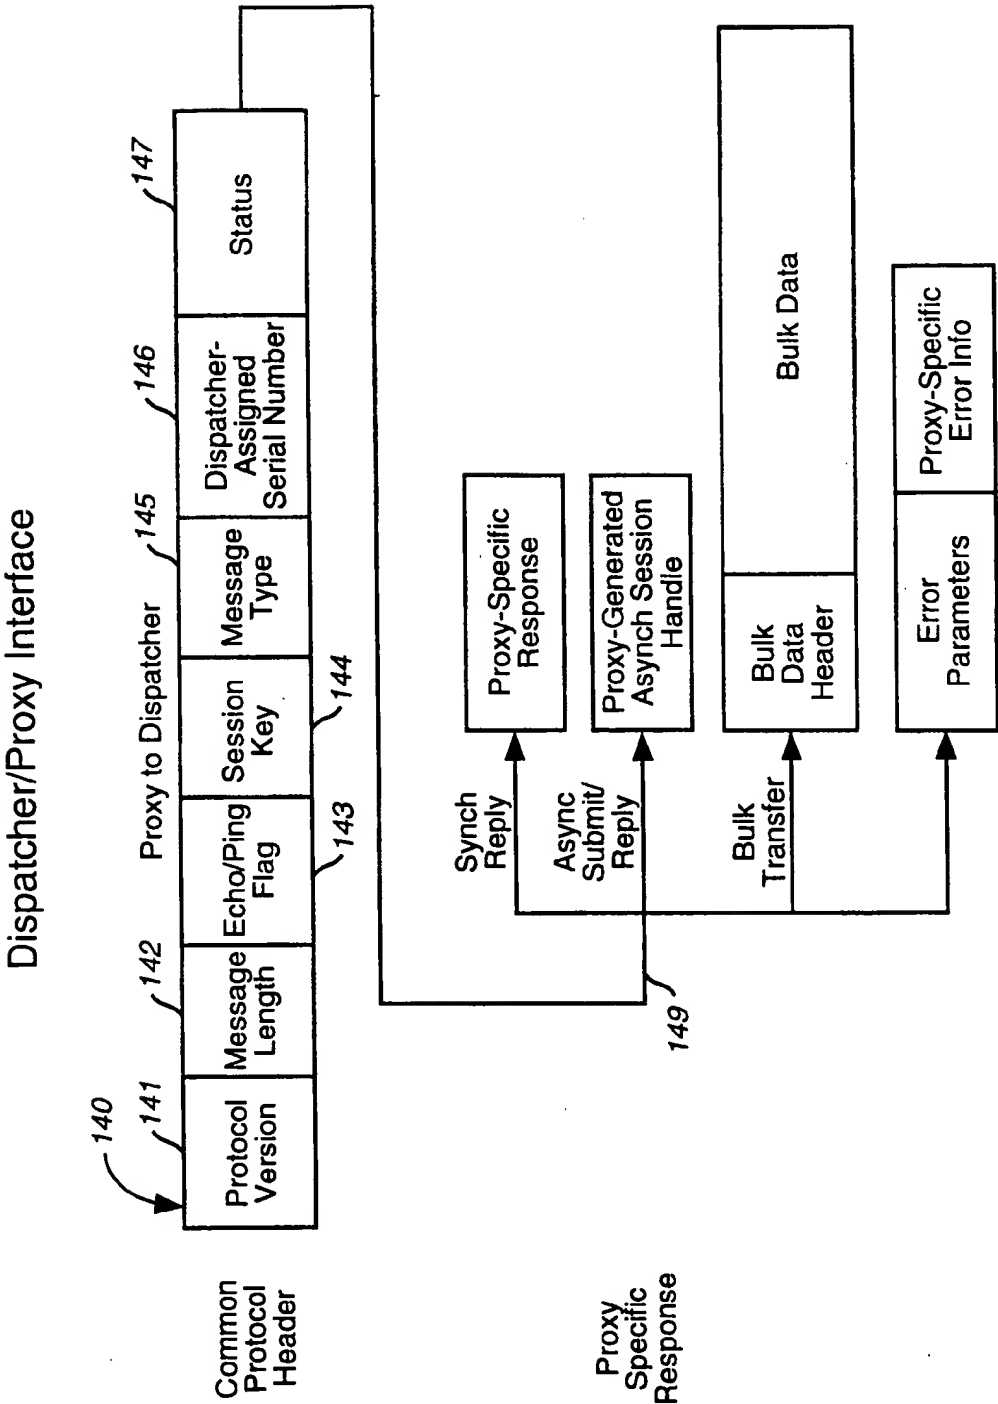 Dispatcher/Proxy Interface
Proxy to Dispatcher
140
141
142
145
146
147
Common
Protocol
Header
Protocol
Version
Message
Length
Echo/Ping
Flag
Session
Key
Message
Type
Dispatcher-
Assigned
Serial Number
Status
143
144
Proxy
Specific
Response
149
Synch
Reply
Proxy-Specific
Response
Async
Submit/
Reply
Proxy-Generated
Asynch Session
Handle
Bulk
Transfer
Bulk
Data
Header
Bulk Data
Error
Parameters
Proxy-Specific
Error Info